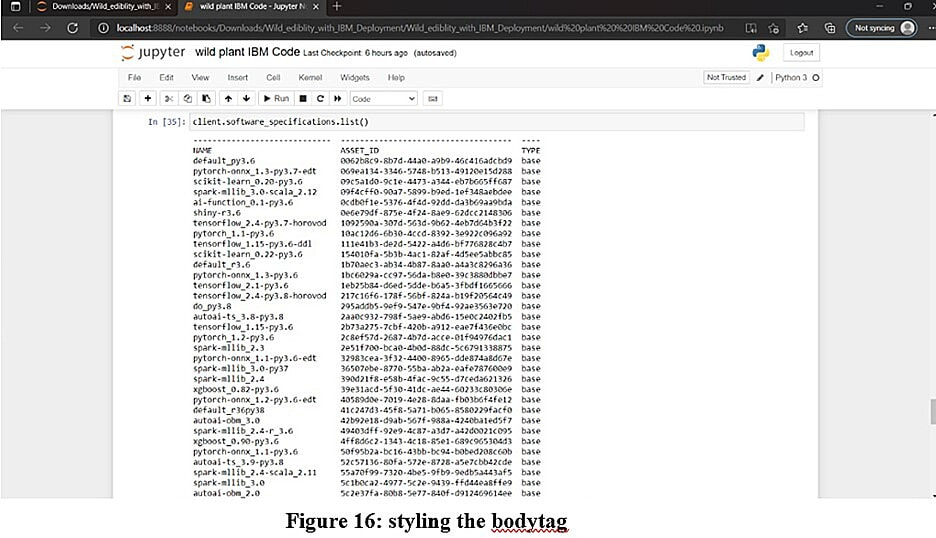 Downloads/Wild_ediblity_with_I
wild plant IBM Code - Jupyter N
localhost:8888/notebooks/Downloads/Wild_ediblity_with_IBM_Deployment/Wild_ediblity_with_IBM_Deployment/wild%20plant%20%20IBM%20Code%20.ipynb
Not syncing
jupyter wild plant IBM Code Last Checkpoint: 6 hours ago (autosaved)
Logout
File Edit View Insert Cell Kernel Widgets Help
Not Trusted Python 3
Run Code
In [35]: client.software_specifications.list()
NAME ASSET_ID TYPE
default_py3.6 0062b8c9-8b7d-44a0-a9b9-46c416adcbd9 base
pytorch-onnx_1.3-py3.7-edt 069ea134-3346-5748-b513-49120e15d288 base
scikit-learn_0.20-py3.6 09c5a1d0-9c1e-4473-a344-eb7b665ff687 base
spark-mllib_3.0-scala_2.12 09f4cff0-90a7-5899-b9ed-1ef348aebdee base
ai-function_0.1-py3.6 0cdb0f1e-5376-4f4d-92dd-da3b69aa9bda base
shiny-r3.6 0e6e79df-875e-4f24-8ae9-62dcc2148306 base
tensorflow_2.4-py3.7-horovod 1092590a-307d-563d-9b62-4eb7d64b3f22 base
pytorch_1.1-py3.6 10ac12d6-6b30-4ccd-8392-3e922c096a92 base
tensorflow_1.15-py3.6-ddl 111e41b3-de2d-5422-a4d6-bf776828c4b7 base
scikit-learn_0.22-py3.6 154010fa-5b3b-4ac1-82af-4d5ee5abbc85 base
default_r3.6 1b70aec3-ab34-4b87-8aa0-a4a3c8296a36 base
pytorch-onnx_1.3-py3.6 1bc6029a-cc97-56da-b8e0-39c3880dbbe7 base
tensorflow_2.1-py3.6 1eb25b84-d6ed-5dde-b6a5-3fbdf1665666 base
tensorflow_2.4-py3.8-horovod 217c16f6-178f-56bf-824a-b19f20564c49 base
do_py3.8 295addb5-9ef9-547e-9bf4-92ae3563e720 base
autoai-ts_3.8-py3.8 2aa0c932-798f-5ae9-abd6-15e0c2402fb5 base
tensorflow_1.15-py3.6 2b73a275-7cbf-420b-a912-eae7f436e0bc base
pytorch_1.2-py3.6 2c8ef57d-2687-4b7d-acce-01f94976dac1 base
spark-mllib_2.3 2e51f700-bca0-4b0d-88dc-5c6791338875 base
pytorch-onnx_1.1-py3.6-edt 32983cea-3f32-4400-8965-dde874a8d67e base
spark-mllib_3.0-py37 36507ebe-8770-55ba-ab2a-eafe787600e9 base
spark-mllib_2.4 390d21f8-e58b-4fac-9c55-d7ceda621326 base
xgboost_0.82-py3.6 39e31acd-5f30-41dc-ae44-60233c80306e base
pytorch-onnx_1.2-py3.6-edt 40589d0e-7019-4e28-8daa-fb03b6f4fe12 base
default_r36py38 41c247d3-45f8-5a71-b065-8580229facf0 base
autoai-obm_3.0 42b92e18-d9ab-567f-988a-4240ba1ed5f7 base
spark-mllib_2.4-r_3.6 49403dff-92e9-4c87-a3d7-a42d0021c095 base
xgboost_0.90-py3.6 4ff8d6c2-1343-4c18-85e1-689c965304d3 base
pytorch-onnx_1.1-py3.6 50f95b2a-bc16-43bb-bc94-b0bed208c60b base
autoai-ts_3.9-py3.8 52c57136-80fa-572e-8728-a5e7cbb42cde base
spark-mllib_2.4-scala_2.11 55a70f99-7320-4be5-9fb9-9edb5a443af5 base
spark-mllib_3.0 5c1b0ca2-4977-5c2e-9439-ffd44ea8ffe9 base
autoai-obm_2.0 5c2e37fa-80b8-5e77-840f-d912469614ee base
Figure 16: styling the bodytag